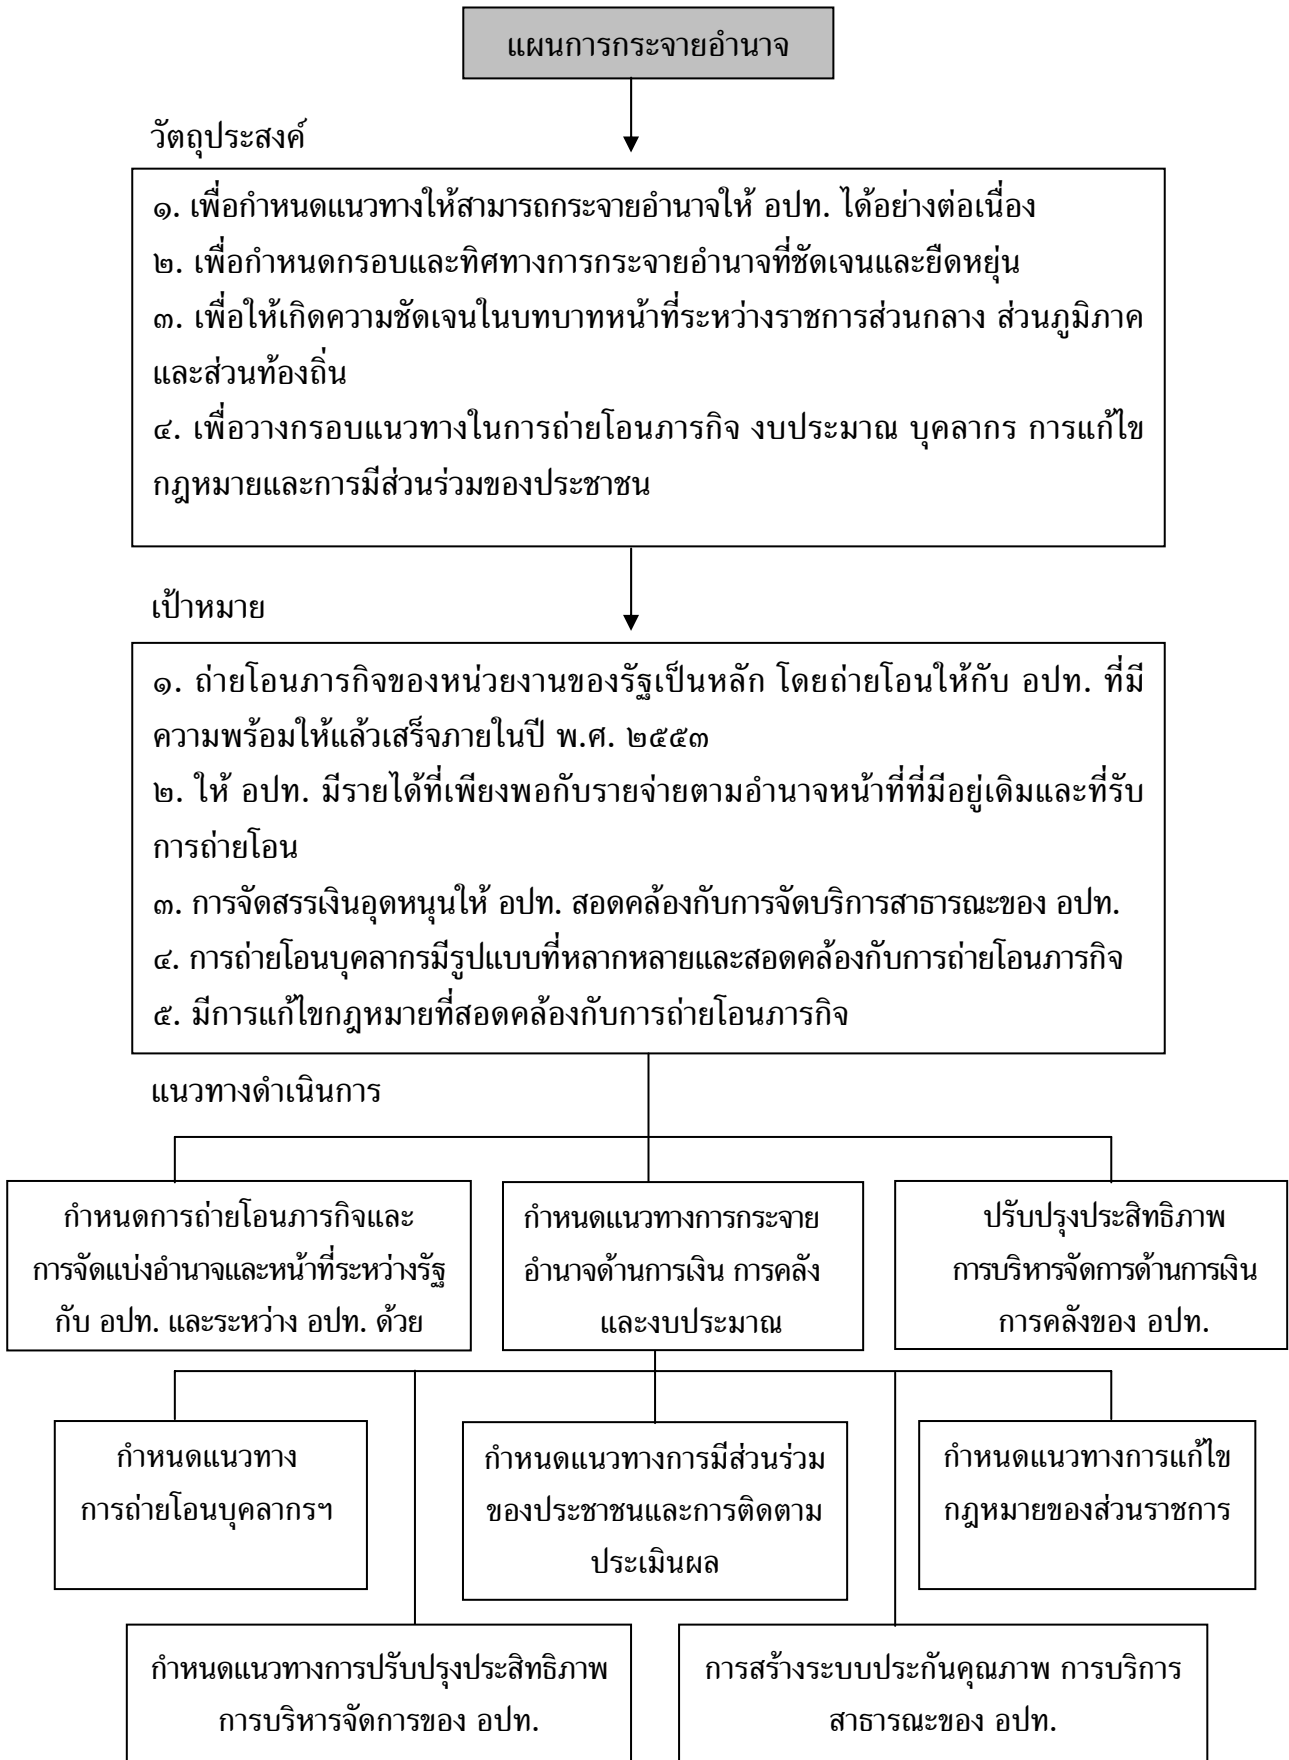 แผนการกระจายอำนาจ
วัตถุประสงค์
๑. เพื่อกำหนดแนวทางให้สามารถกระจายอำนาจให้ อปท. ได้อย่างต่อเนื่อง
๒. เพื่อกำหนดกรอบและทิศทางการกระจายอำนาจที่ชัดเจนและยืดหยุ่น
๓. เพื่อให้เกิดความชัดเจนในบทบาทหน้าที่ระหว่างราชการส่วนกลาง ส่วนภูมิภาค
และส่วนท้องถิ่น
๔. เพื่อวางกรอบแนวทางในการถ่ายโอนภารกิจ งบประมาณ บุคลากร การแก้ไข
กฎหมายและการมีส่วนร่วมของประชาชน
เป้าหมาย
๑. ถ่ายโอนภารกิจของหน่วยงานของรัฐเป็นหลัก โดยถ่ายโอนให้กับ อปท. ที่มี
ความพร้อมให้แล้วเสร็จภายในปี พ.ศ. ๒๕๕๓
๒. ให้ อปท. มีรายได้ที่เพียงพอกับรายจ่ายตามอำนาจหน้าที่ที่มีอยู่เดิมและที่รับ
การถ่ายโอน
๓. การจัดสรรเงินอุดหนุนให้ อปท. สอดคล้องกับการจัดบริการสาธารณะของ อปท.
๔. การถ่ายโอนบุคลากรมีรูปแบบที่หลากหลายและสอดคล้องกับการถ่ายโอนภารกิจ
๕. มีการแก้ไขกฎหมายที่สอดคล้องกับการถ่ายโอนภารกิจ
แนวทางดำเนินการ
กำหนดการถ่ายโอนภารกิจและ
การจัดแบ่งอำนาจและหน้าที่ระหว่างรัฐ
กับ อปท. และระหว่าง อปท. ด้วย
กำหนดแนวทางการกระจาย
อำนาจด้านการเงิน การคลัง
และงบประมาณ
ปรับปรุงประสิทธิภาพ
การบริหารจัดการด้านการเงิน
การคลังของ อปท.
กำหนดแนวทาง
การถ่ายโอนบุคลากรฯ
กำหนดแนวทางการมีส่วนร่วม
ของประชาชนและการติดตาม
ประเมินผล
กำหนดแนวทางการแก้ไข
กฎหมายของส่วนราชการ
กำหนดแนวทางการปรับปรุงประสิทธิภาพ
การบริหารจัดการของ อปท.
การสร้างระบบประกันคุณภาพ การบริการ
สาธารณะของ อปท.